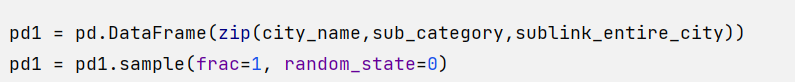 pd1 = pd.DataFrame(zip(city_name,sub_category,sublink_entire_city))
pd1 = pd1.sample(frac=1, random_state=0)